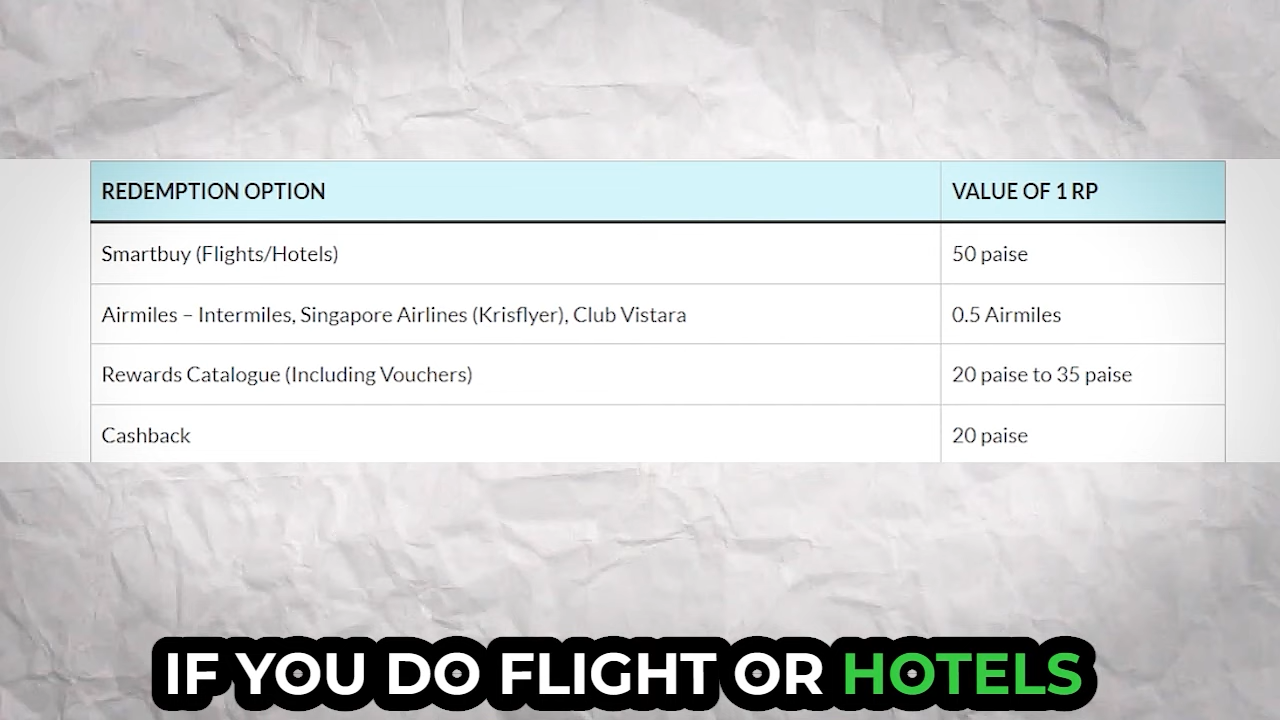 REDEMPTION OPTION VALUE OF 1 RP
Smartbuy (Flights/Hotels) 50 paise
Airmiles – Intermiles, Singapore Airlines (Krisflyer), Club Vistara 0.5 Airmiles
Rewards Catalogue (Including Vouchers) 20 paise to 35 paise
Cashback 20 paise
IF YOU DO FLIGHT OR HOTELS